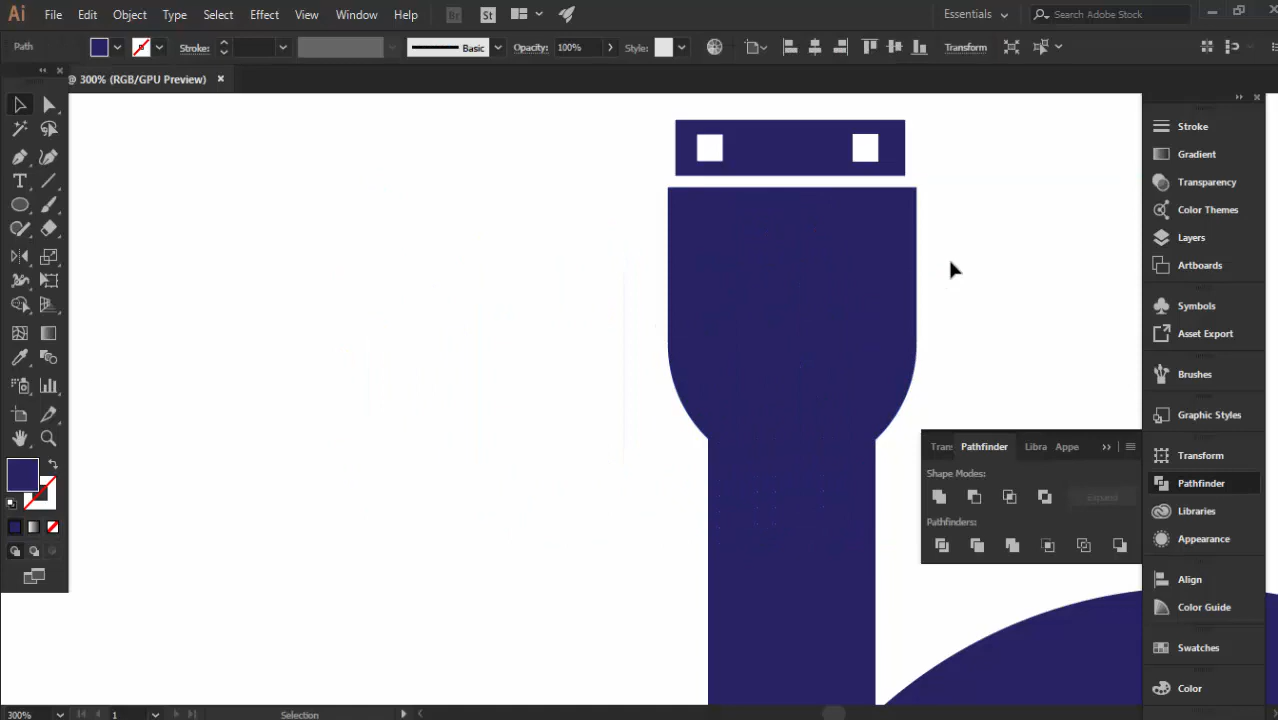 Ai File Edit Object Type Select Effect View Window Help Br St Essentials Search Adobe Stock
Path Stroke: Basic Opacity: 100% Style: Transform
@ 300% (RGB/GPU Preview) ×
Stroke
Gradient
Transparency
Color Themes
Layers
Artboards
Symbols
Asset Export
Brushes
Graphic Styles
Tran Pathfinder Libra Appe
Transform
Shape Modes:
Pathfinder
Expand
Libraries
Pathfinders:
Appearance
Align
Color Guide
Swatches
Color
300% 1 Selection